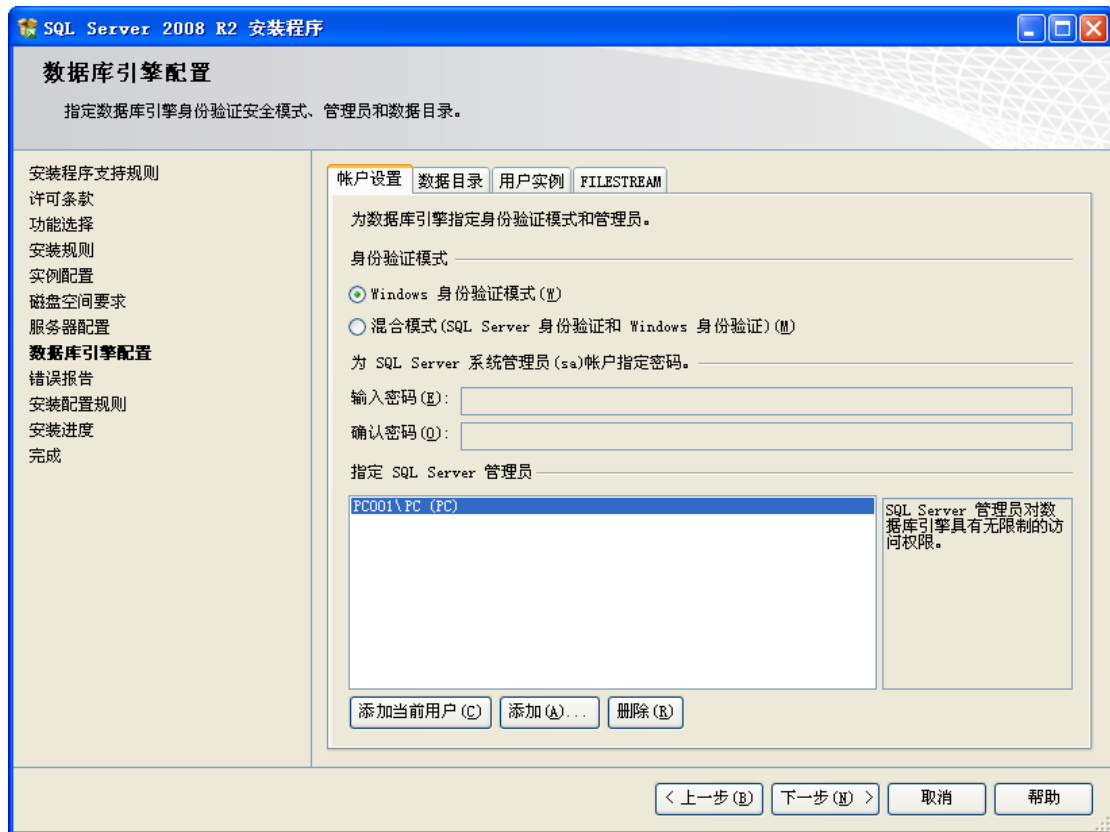 SQL Server 2008 R2 安装程序
数据库引擎配置
指定数据库引擎身份验证安全模式、管理员和数据目录。
安装程序支持规则
许可条款
功能选择
安装规则
实例配置
磁盘空间要求
服务器配置
数据库引擎配置
错误报告
安装配置规则
安装进度
完成
帐户设置 数据目录 用户实例 FILESTREAM
为数据库引擎指定身份验证模式和管理员。
身份验证模式
Windows 身份验证模式(W)
混合模式(SQL Server 身份验证和 Windows 身份验证)(M)
为 SQL Server 系统管理员(sa)帐户指定密码。
输入密码(E):
确认密码(O):
指定 SQL Server 管理员
PC001\PC (PC)
SQL Server 管理员对数
据库引擎具有无限制的访
问权限。
添加当前用户(C) 添加(A)... 删除(R)
< 上一步(B) 下一步(N) > 取消 帮助